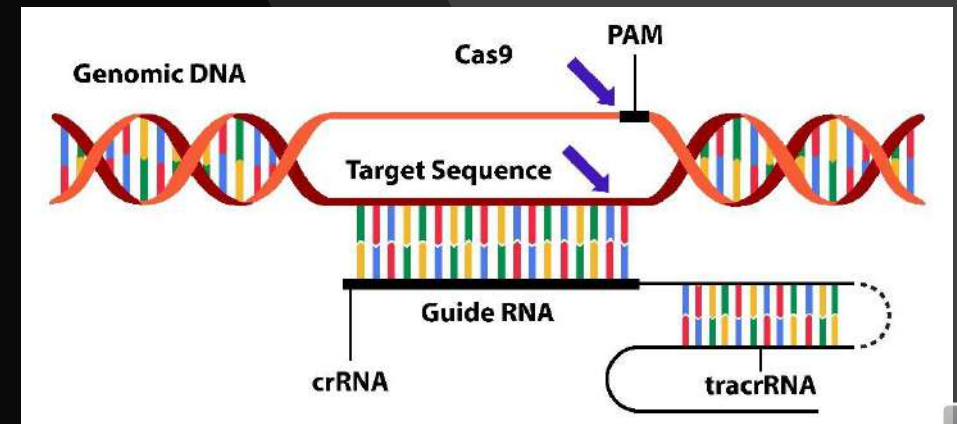 PAM
Cas9
Genomic DNA
Target Sequence
Guide RNA
crRNA
tracrRNA